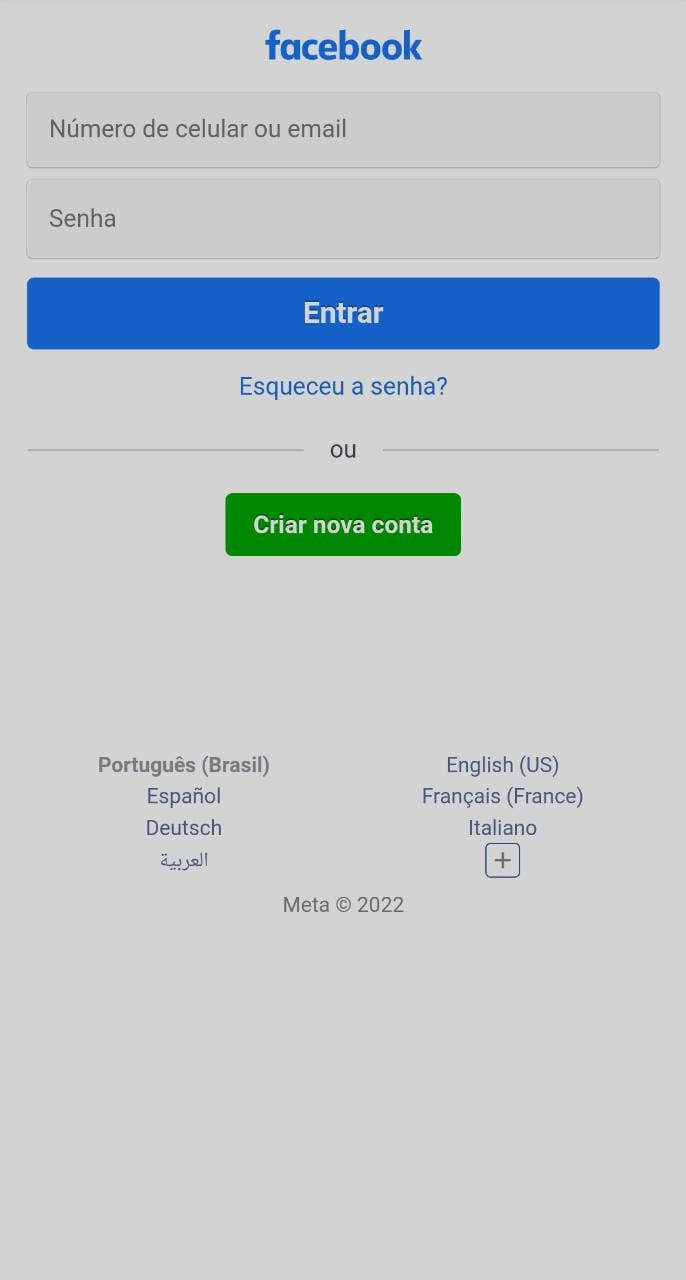 facebook
Número de celular ou email
Senha
Entrar
Esqueceu a senha?
ou
Criar nova conta
Português (Brasil)
English (US)
Español
Français (France)
Deutsch
Italiano
العربية
+
Meta © 2022